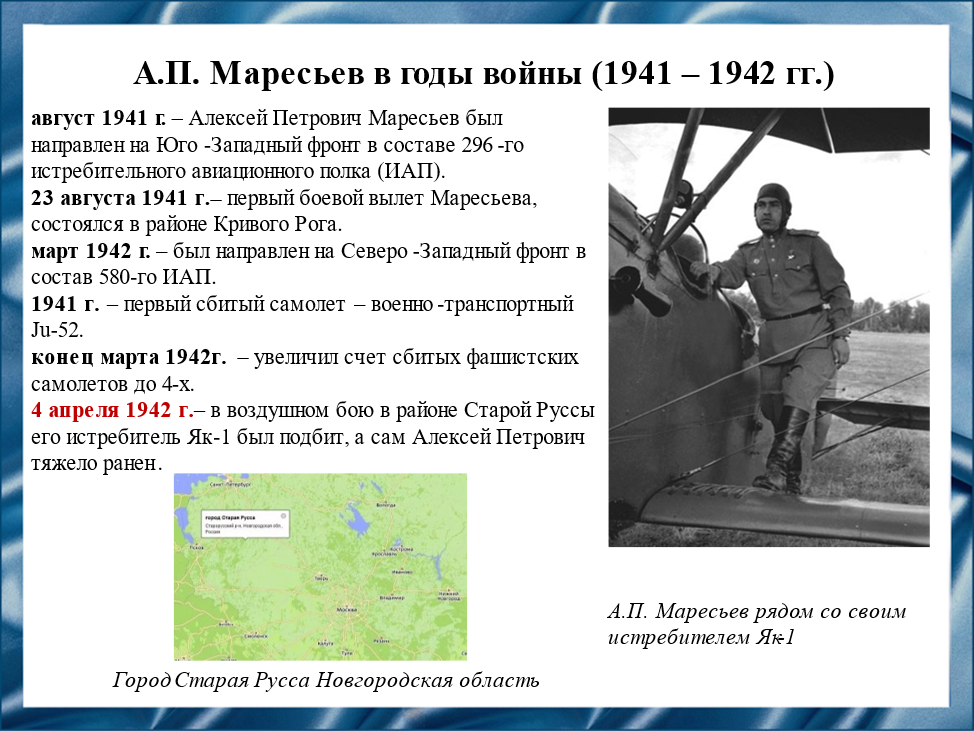 А.П. Маресьев в годы войны (1941 – 1942 гг.)
август 1941 г. – Алексей Петрович Маресьев был
направлен на Юго -Западный фронт в составе 296 -го
истребительного авиационного полка (ИАП).
23 августа 1941 г.– первый боевой вылет Маресьева,
состоялся в районе Кривого Рога.
март 1942 г. – был направлен на Северо -Западный фронт в
состав 580-го ИАП.
1941 г. – первый сбитый самолет – военно -транспортный
Ju-52.
конец марта 1942г. – увеличил счет сбитых фашистских
самолетов до 4-х.
4 апреля 1942 г.– в воздушном бою в районе Старой Руссы
его истребитель Як-1 был подбит, а сам Алексей Петрович
тяжело ранен.
Санкт-Петербург
Вологда
город Старая Русса
Старорусский р-н, Новгородская обл.,
Россия
Псков
Кострома
Ярославль
Иваново
Тверь
Владимир
Нижний
Новгород
Москва
Смоленск
Калуга
Рязань
Тула
Город Старая Русса Новгородская область
А.П. Маресьев рядом со своим
истребителем Як-1